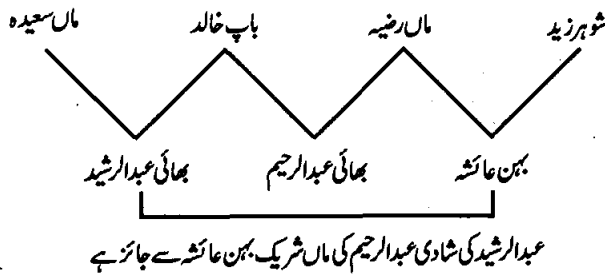 شوہر زید ماں رضیہ باپ خالد ماں سعیدہ
بہن عائشہ بھائی عبدالرحیم بھائی عبدالرشید
عبدالرشید کی شادی عبدالرحیم کی ماں شریک بہن عائشہ سے جائز ہے